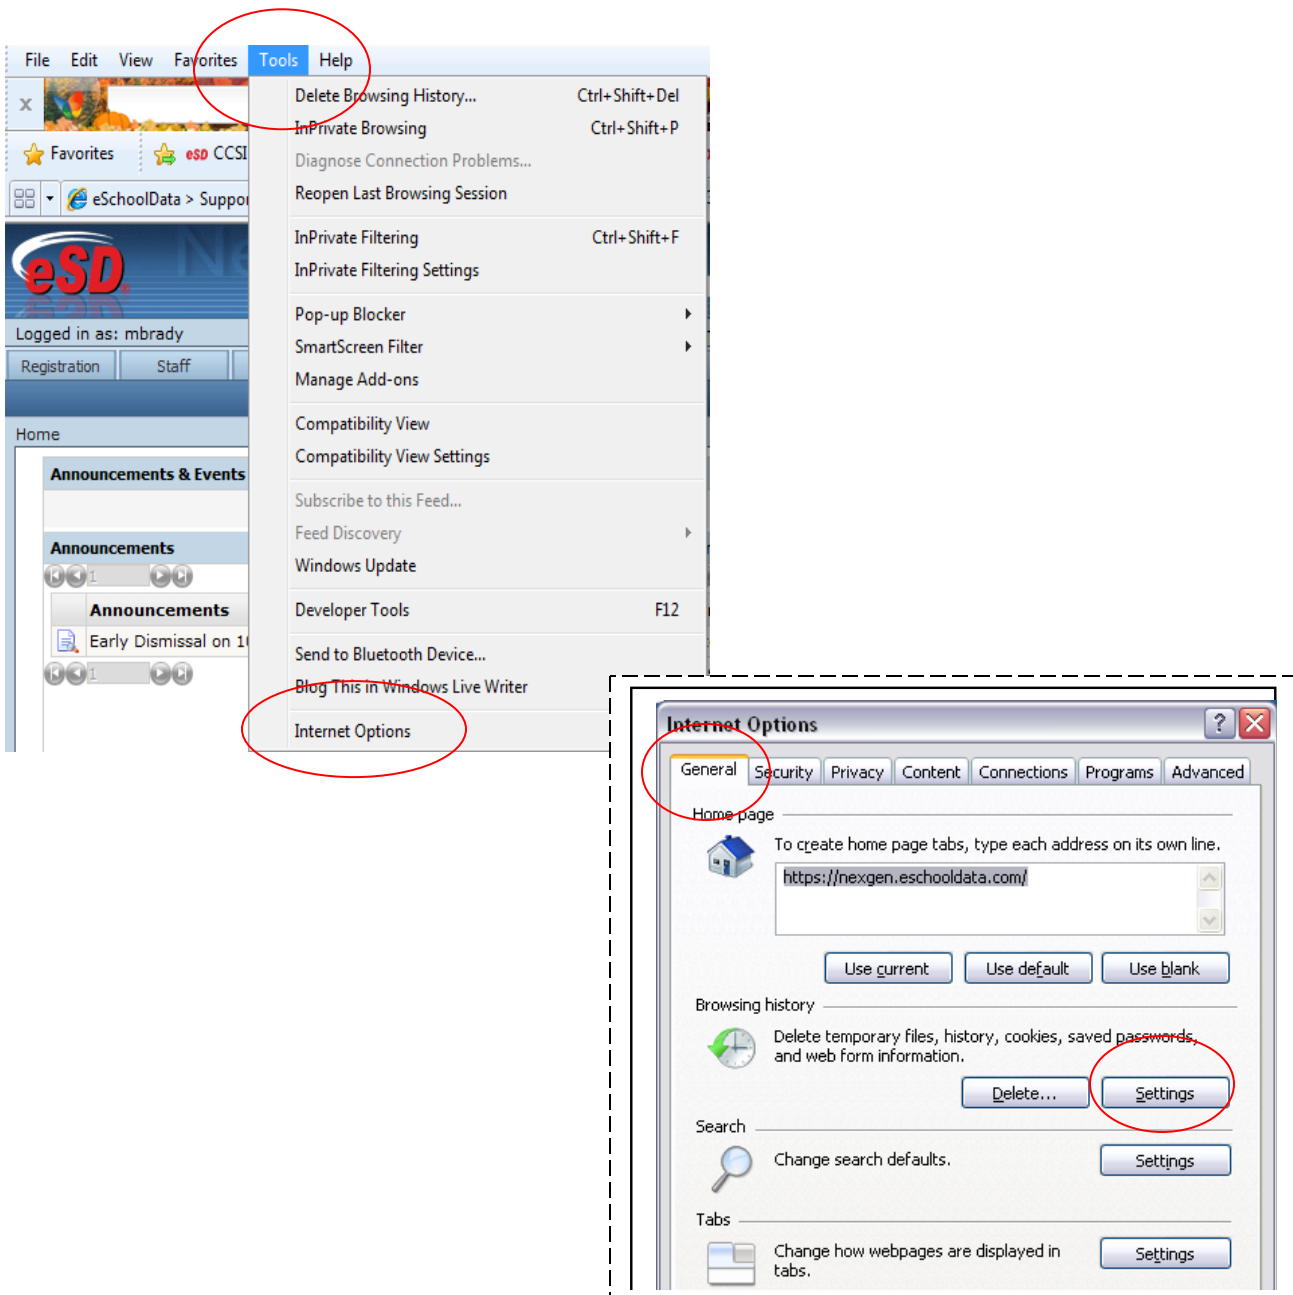 File Edit View Favorites Tools Help
x
Delete Browsing History... Ctrl+Shift+Del
InPrivate Browsing Ctrl+Shift+P
Diagnose Connection Problems...
Reopen Last Browsing Session
InPrivate Filtering Ctrl+Shift+F
InPrivate Filtering Settings
Pop-up Blocker
SmartScreen Filter
Manage Add-ons
Compatibility View
Compatibility View Settings
Subscribe to this Feed...
Feed Discovery
Windows Update
Developer Tools F12
Send to Bluetooth Device...
Blog This in Windows Live Writer
Internet Options
Favorites eSD CCSI
eSchoolData > Suppo
eSD
Ne
Logged in as: mbrady
Registration Staff
Home
Announcements & Events
Announcements
1
Announcements
Early Dismissal on 1
1
Internet Options
General Security Privacy Content Connections Programs Advanced
Home page
To create home page tabs, type each address on its own line.
https://nexgen.eschooldata.com/
Use current Use default Use blank
Browsing history
Delete temporary files, history, cookies, saved passwords,
and web form information.
Delete... Settings
Search
Change search defaults. Settings
Tabs
Change how webpages are displayed in
tabs.
Settings